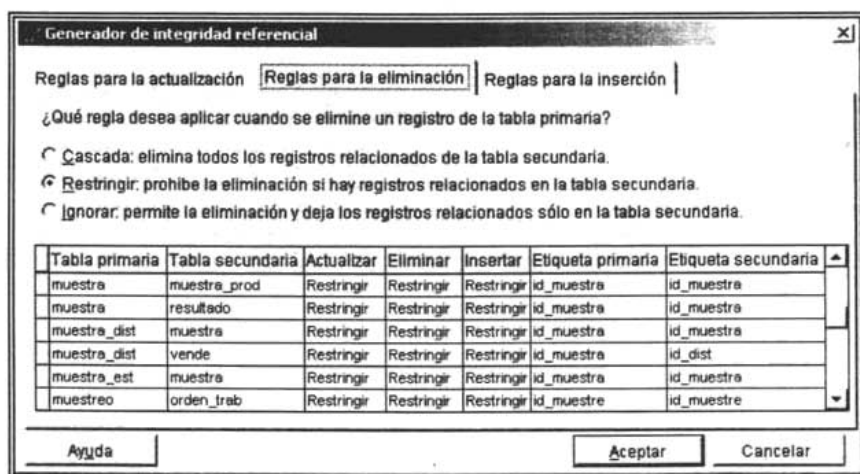 Generador de integridad referencial
Reglas para la actualización Reglas para la eliminación Reglas para la inserción
¿Qué regla desea aplicar cuando se elimine un registro de la tabla primaria?
Cascada: elimina todos los registros relacionados de la tabla secundaria.
Restringir: prohibe la eliminación si hay registros relacionados en la tabla secundaria.
Ignorar: permite la eliminación y deja los registros relacionados sólo en la tabla secundaria.
Tabla primaria Tabla secundaria Actualizar Eliminar Insertar Etiqueta primaria Etiqueta secundaria
muestra muestra_prod Restringir Restringir Restringir id_muestra id_muestra
muestra resultado Restringir Restringir Restringir id_muestra id_muestra
muestra_dist muestra Restringir Restringir Restringir id_muestra id_muestra
muestra_dist vende Restringir Restringir Restringir id_muestra id_dist
muestra_est muestra Restringir Restringir Restringir id_muestra id_muestra
muestreo orden_trab Restringir Restringir Restringir id_muestre id_muestre
Ayuda Aceptar Cancelar